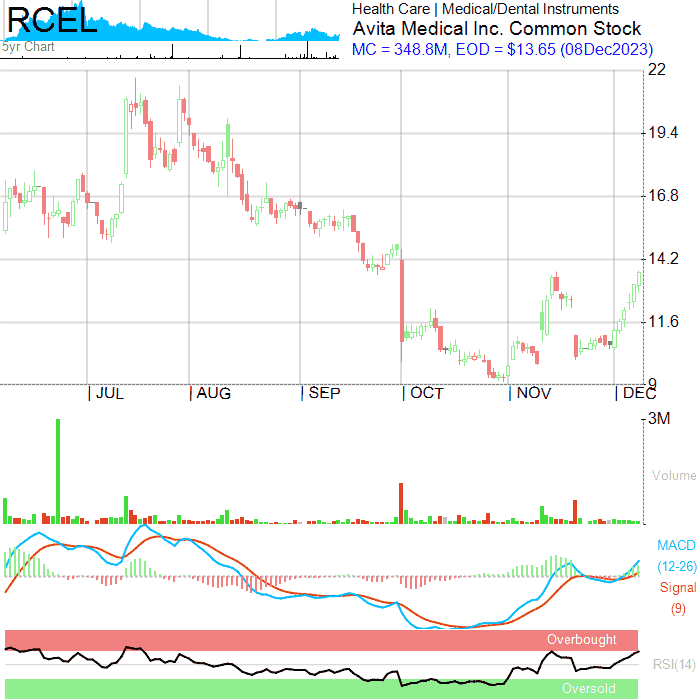 RCEL
5yr Chart
Health Care | Medical/Dental Instruments
Avita Medical Inc. Common Stock
MC = 348.8M, EOD = $13.65 (08Dec2023)
22
19.4
16.8
14.2
11.6
9
JUL AUG SEP OCT NOV DEC
3M
Volume
MACD
(12-26)
Signal
(9)
Overbought
RSI(14)
Oversold